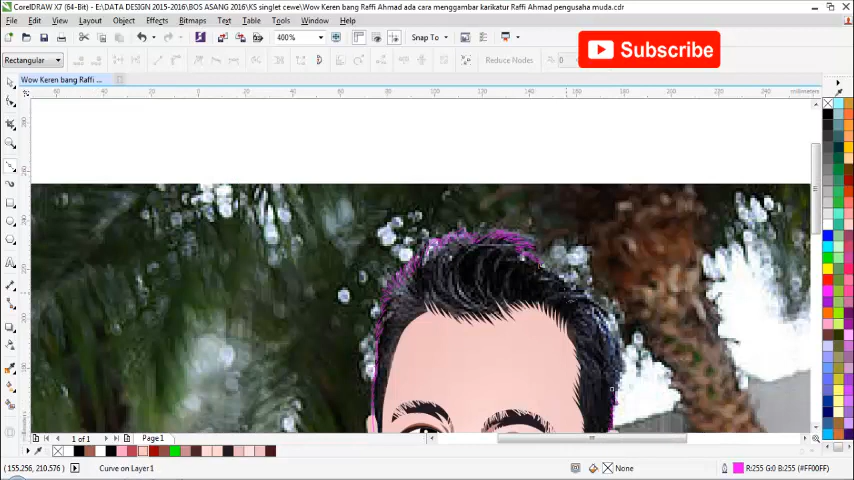 CorelDRAW X7 (64-Bit) - E:\DATA DESIGN 2015-2016\BOS ASANG 2016\KS singlet cewe\Wow Keren bang Raffi Ahmad ada cara menggambar karikatur Raffi Ahmad pengusaha muda.cdr
File Edit View Layout Object Effects Bitmaps Text Table Tools Window Help
400% Snap To
Subscribe
Rectangular Reduce Nodes 0
Wow Keren bang Raffi ...
millimeters
1 of 1 Page1
(155.256, 210.576) Curve on Layer1 None R:255 G:0 B:255 (#FF00FF)